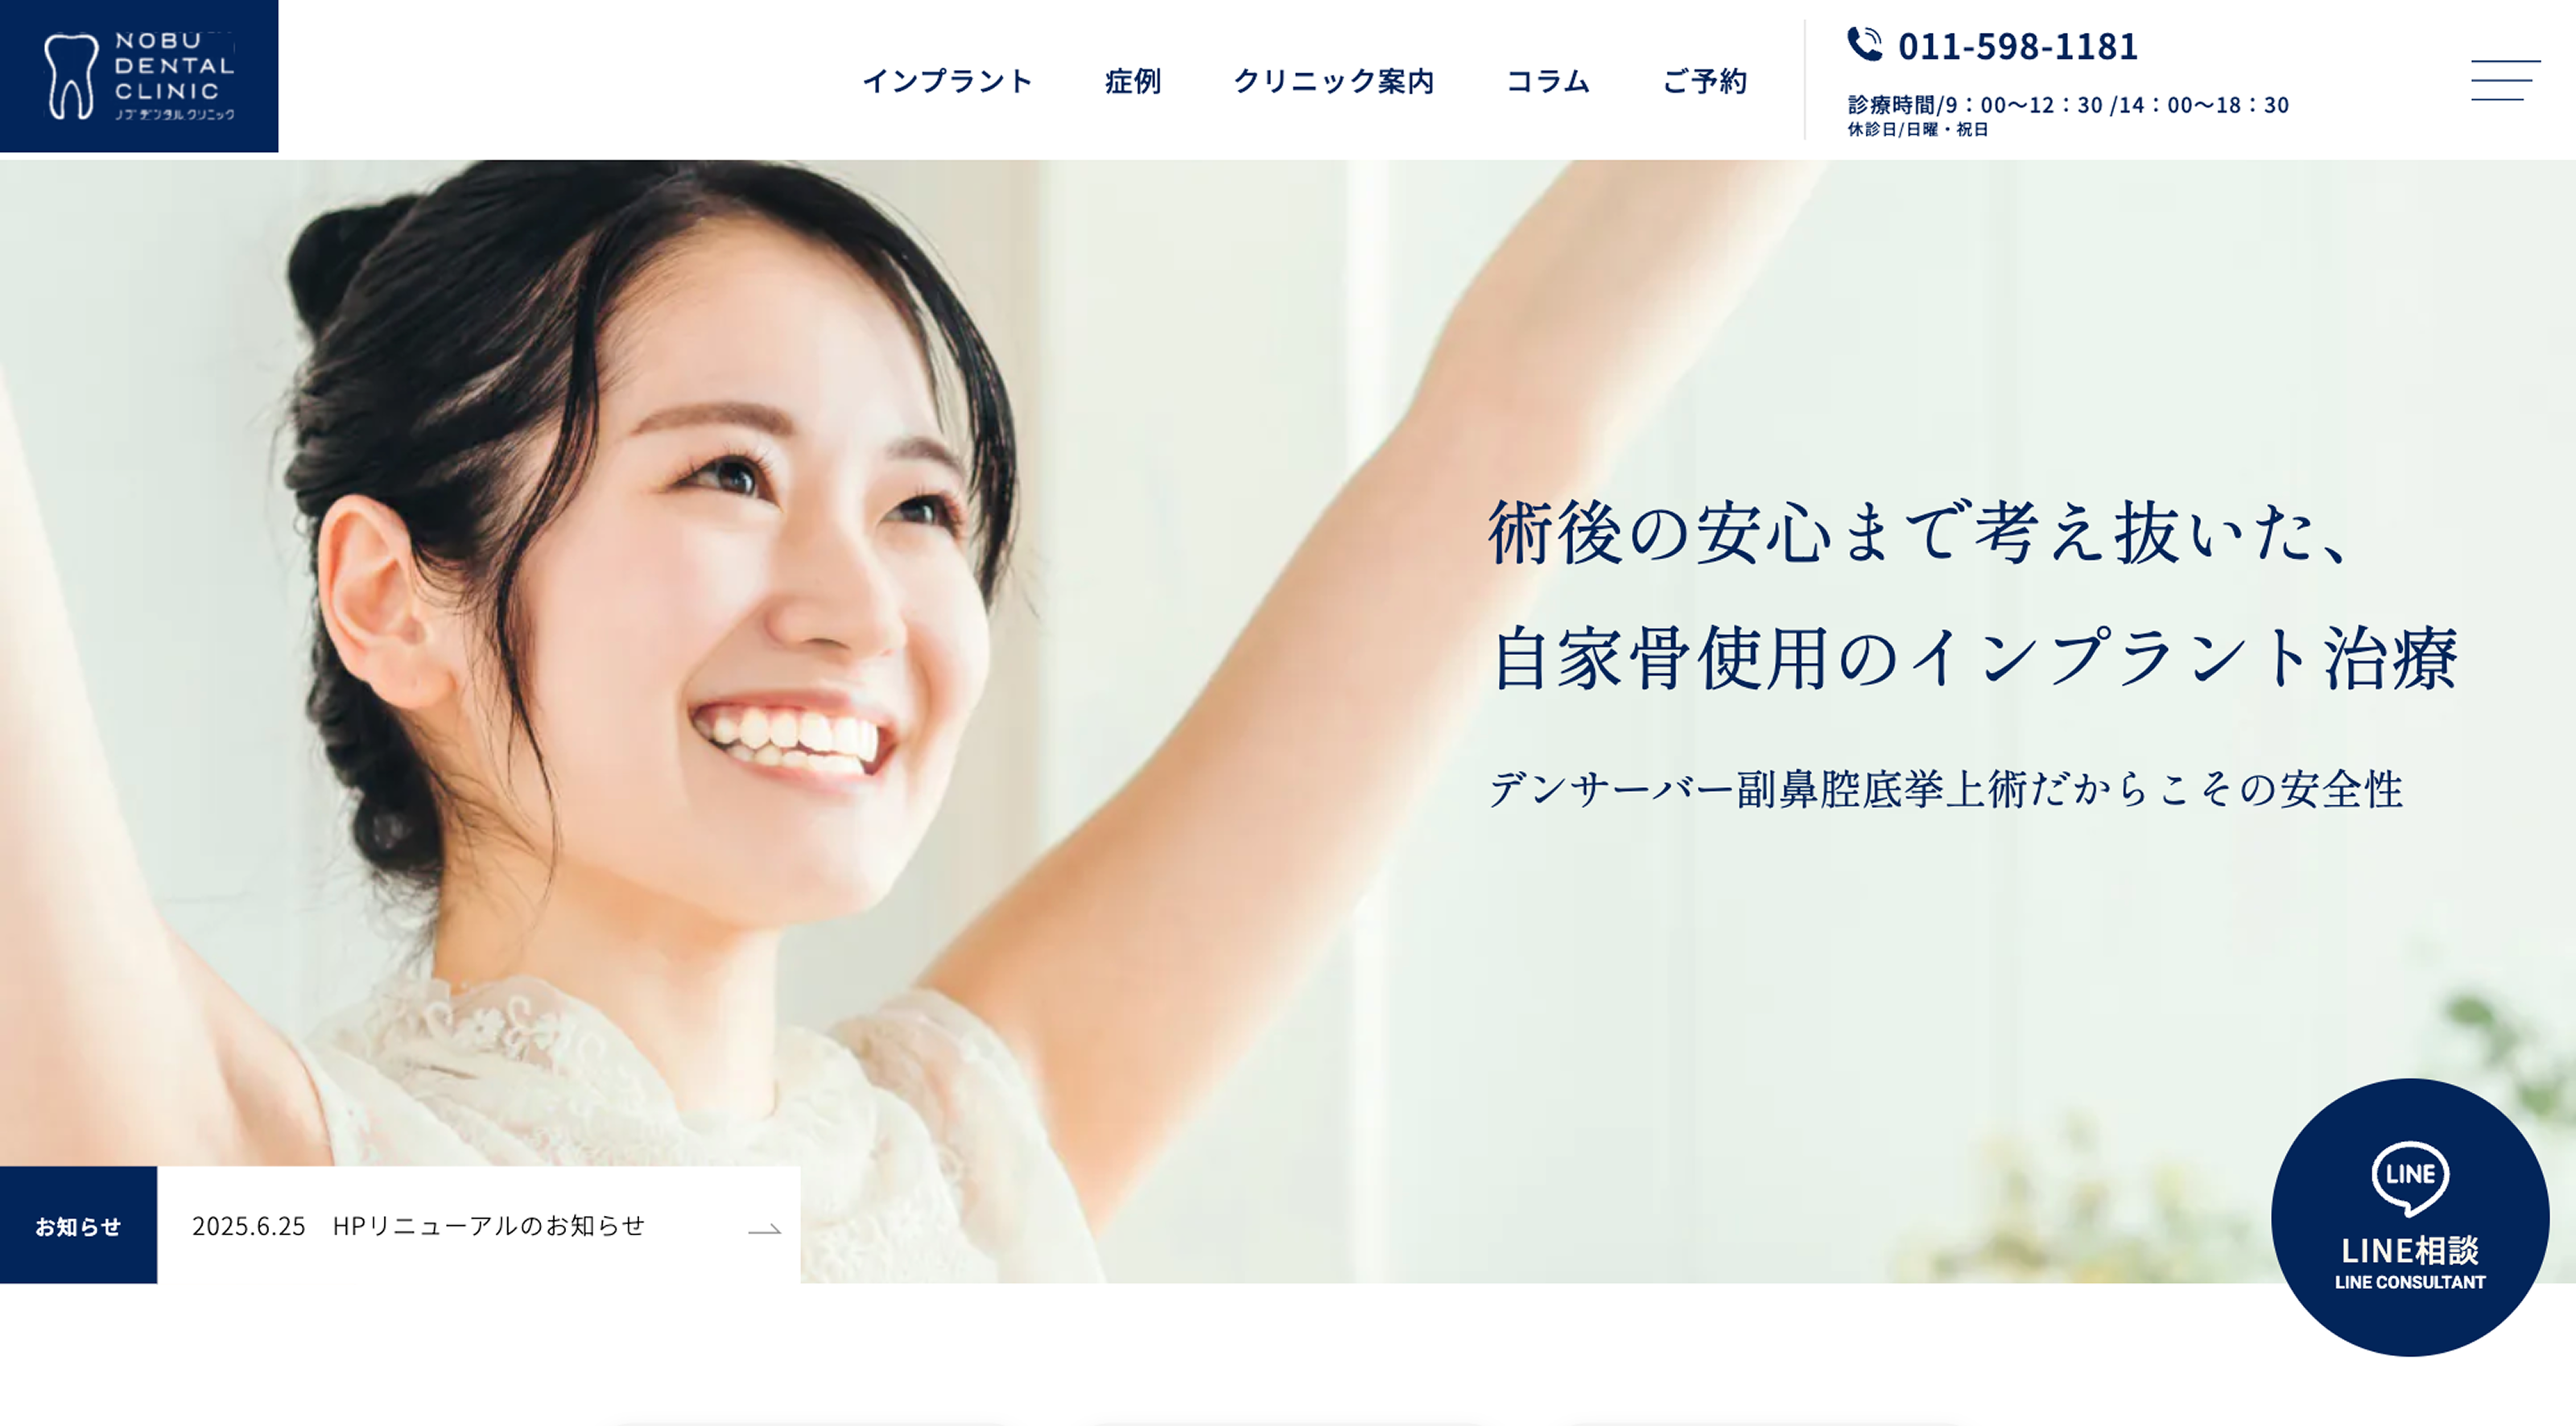 NOBU
DENTAL
CLINIC
ノブデンタルクリニック
インプラント
症例
クリニック案内
コラム
ご予約
011-598-1181
診療時間/9：00〜12：30 /14：00〜18：30
休診日/日曜・祝日
術後の安心まで考え抜いた、
自家骨使用のインプラント治療
デンサーバー副鼻腔底挙上術だからこその安全性
お知らせ
2025.6.25　HPリニューアルのお知らせ
LINE
LINE相談
LINE CONSULTANT